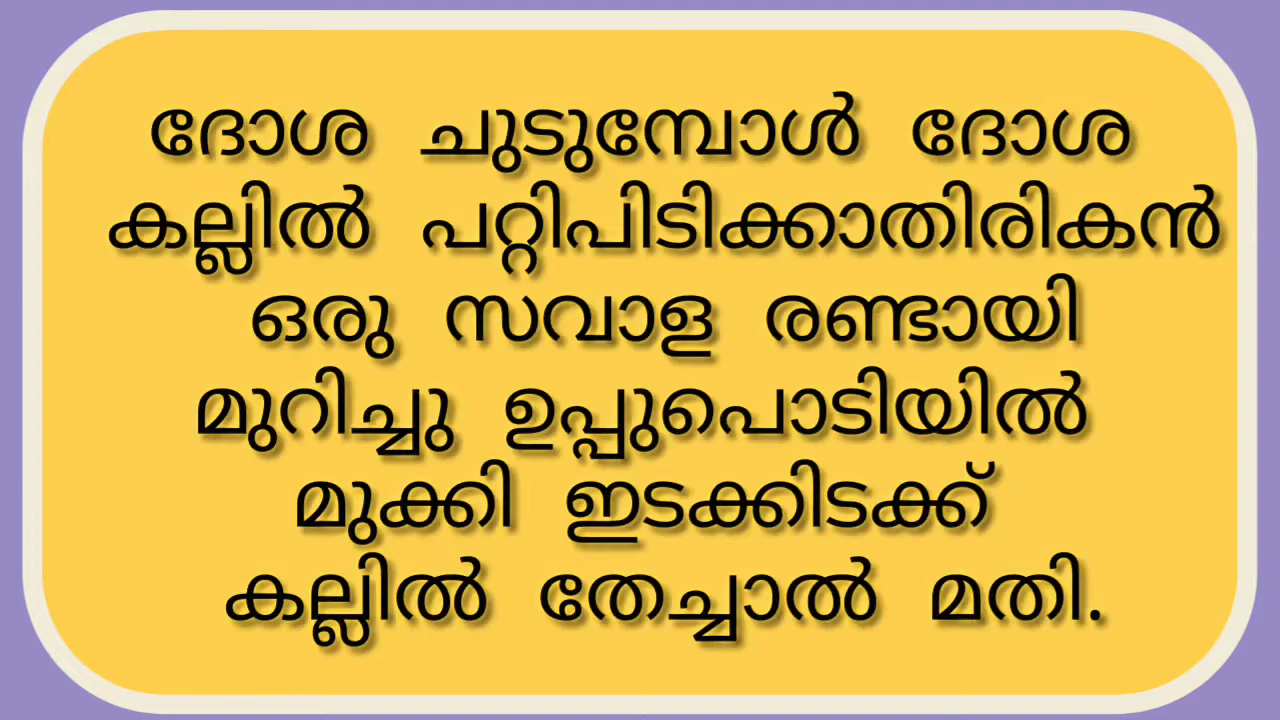 ദോശ ചുടുമ്പോൾ ദോശ
കല്ലിൽ പറ്റിപിടിക്കാതിരികൻ
ഒരു സവാള രണ്ടായി
മുറിച്ചു ഉപ്പുപൊടിയിൽ
മുക്കി ഇടക്കിടക്ക്
കല്ലിൽ തേച്ചാൽ മതി.